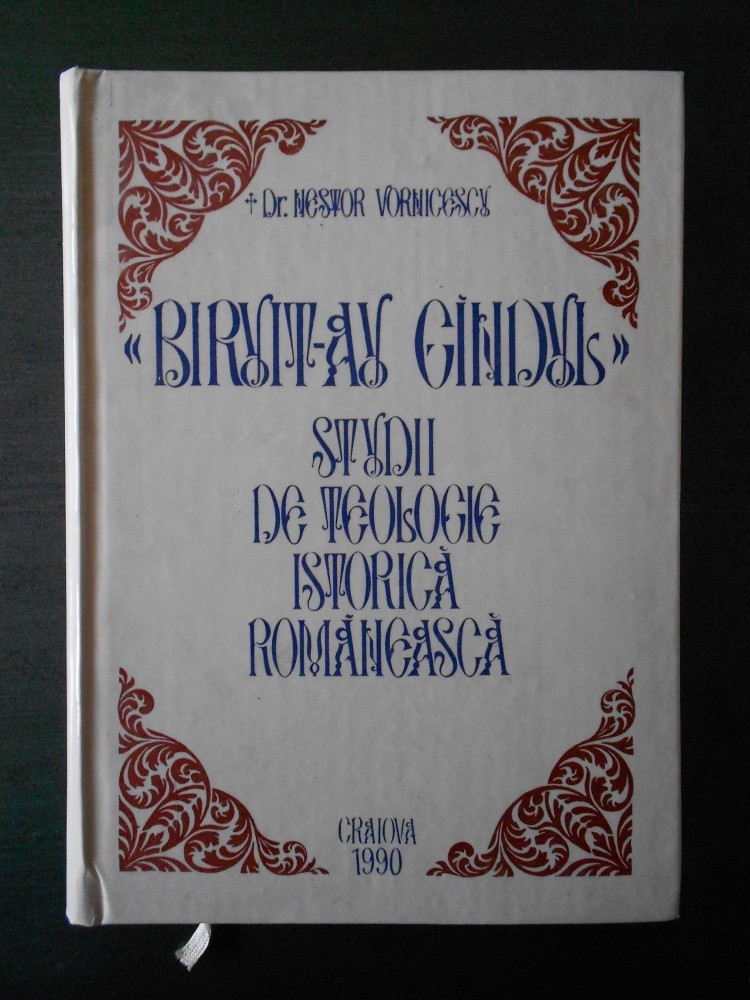 † Dr. NESTOR VORNICESCU
« BIRUIT-AU GÎNDUL »
STUDII
DE TEOLOGIE
ISTORICĂ
ROMÂNEASCĂ
CRAIOVA
1990